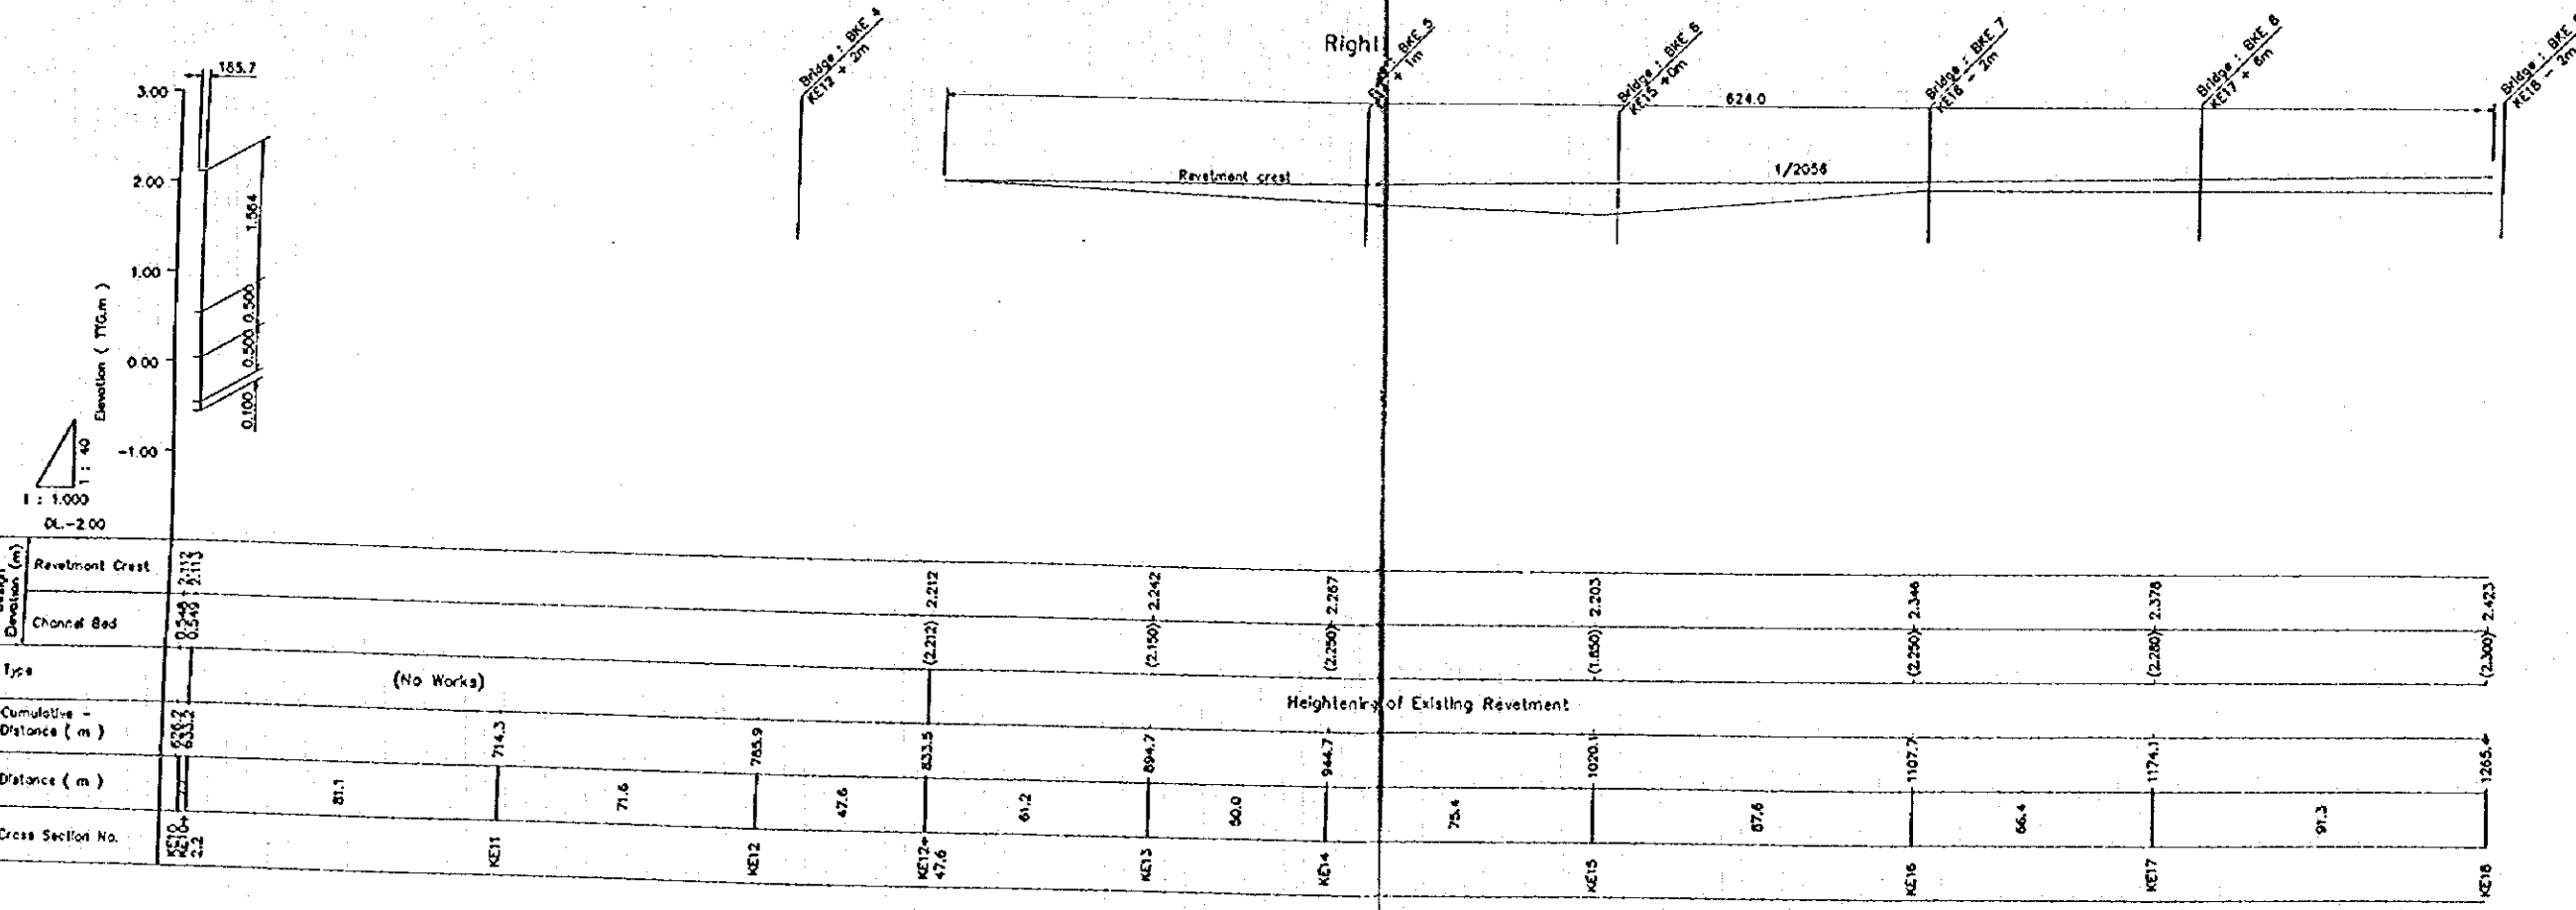 Right
Bridge : BKE 4
KE12 + 2m
BKE 5
+ 1m
Bridge : BKE 6
KE15 +0m
Bridge : BKE 7
KE16 - 2m
Bridge : BKE 8
KE17 + 6m
Bridge : BKE
KE18 - 2m
185.7
624.0
3.00
2.00
1.00
0.00
-1.00
Elevation ( TTG.m )
1.564
0.500
0.500
0.100
Revetment crest
1/2056
1 : 40
1 : 1.000
DL.-2.00
Elevation (m)
Revetment Crest
2.112
2.113
2.212
2.242
2.267
2.203
2.346
2.378
2.423
Channel Bed
0.548
0.549
(2.212)
(2.150)
(2.250)
(1.850)
(2.250)
(2.280)
(2.300)
Type
(No Works)
Heightening of Existing Revetment
Cumulative -
Distance ( m )
633.2
714.3
785.9
833.5
894.7
944.7
1020.1
1107.7
1174.1
1265.4
Distance ( m )
81.1
71.6
47.6
61.2
50.0
75.4
87.6
66.4
91.3
Cross Section No.
KE10
KE10+
2.2
KE11
KE12
KE12+
47.6
KE13
KE14
KE15
KE16
KE17
KE18